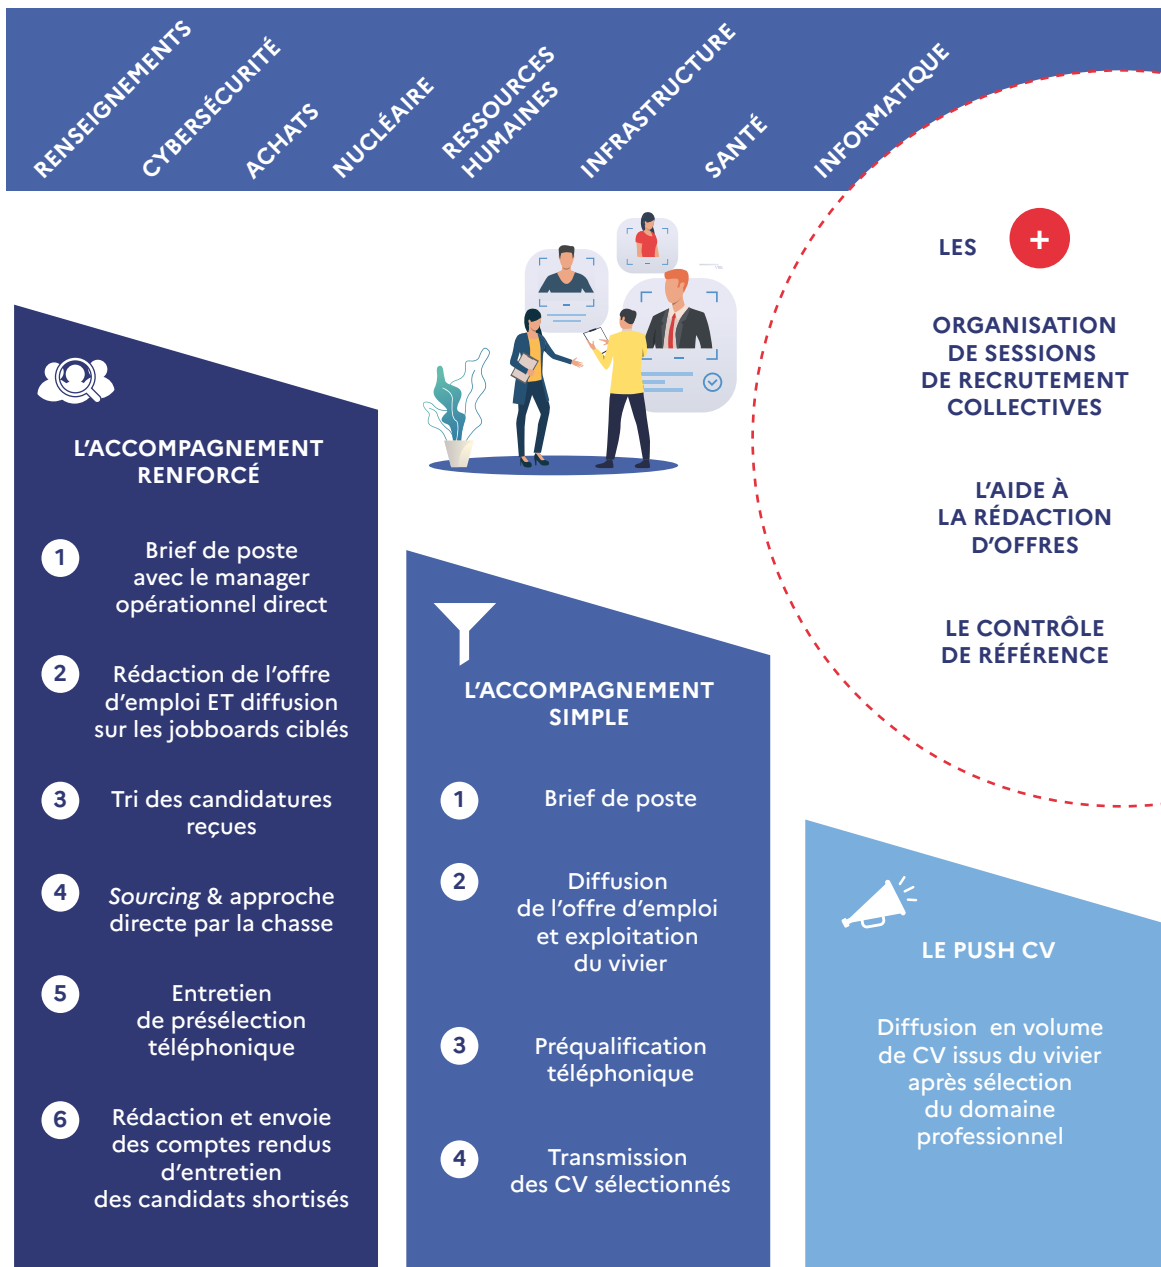 RENSEIGNEMENTS
CYBERSÉCURITÉ
ACHATS
NUCLÉAIRE
RESSOURCES
HUMAINES
INFRASTRUCTURE
SANTÉ
INFORMATIQUE
LES +
ORGANISATION
DE SESSIONS
DE RECRUTEMENT
COLLECTIVES
L'AIDE À
LA RÉDACTION
D'OFFRES
LE CONTRÔLE
DE RÉFÉRENCE
L'ACCOMPAGNEMENT
RENFORCÉ
1 Brief de poste
avec le manager
opérationnel direct
2 Rédaction de l'offre
d'emploi ET diffusion
sur les jobboards ciblés
3 Tri des candidatures
reçues
4 Sourcing & approche
directe par la chasse
5 Entretien
de présélection
téléphonique
6 Rédaction et envoie
des comptes rendus
d'entretien
des candidats shortisés
L'ACCOMPAGNEMENT
SIMPLE
1 Brief de poste
2 Diffusion
de l'offre d'emploi
et exploitation
du vivier
3 Préqualification
téléphonique
4 Transmission
des CV sélectionnés
LE PUSH CV
Diffusion en volume
de CV issus du vivier
après sélection
du domaine
professionnel